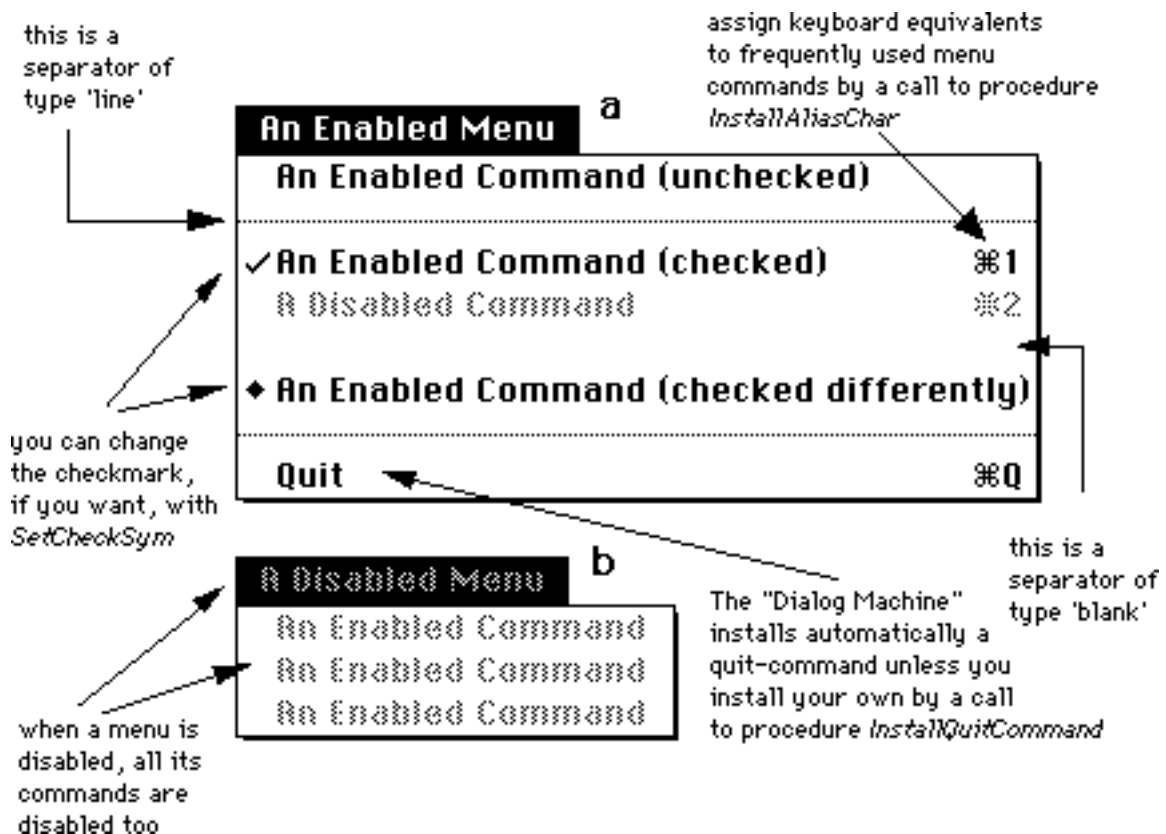 this is a
separator of
type 'line'
assign keyboard equivalents
to frequently used menu
commands by a call to procedure
InstallAliasChar
a
An Enabled Menu
An Enabled Command (unchecked)
✓An Enabled Command (checked) ⌘1
A Disabled Command ⌘2
◆ An Enabled Command (checked differently)
Quit ⌘Q
you can change
the checkmark,
if you want, with
SetCheckSym
this is a
separator of
type 'blank'
b
A Disabled Menu
An Enabled Command
An Enabled Command
An Enabled Command
The "Dialog Machine"
installs automatically a
quit-command unless you
install your own by a call
to procedure InstallQuitCommand
when a menu is
disabled, all its
commands are
disabled too